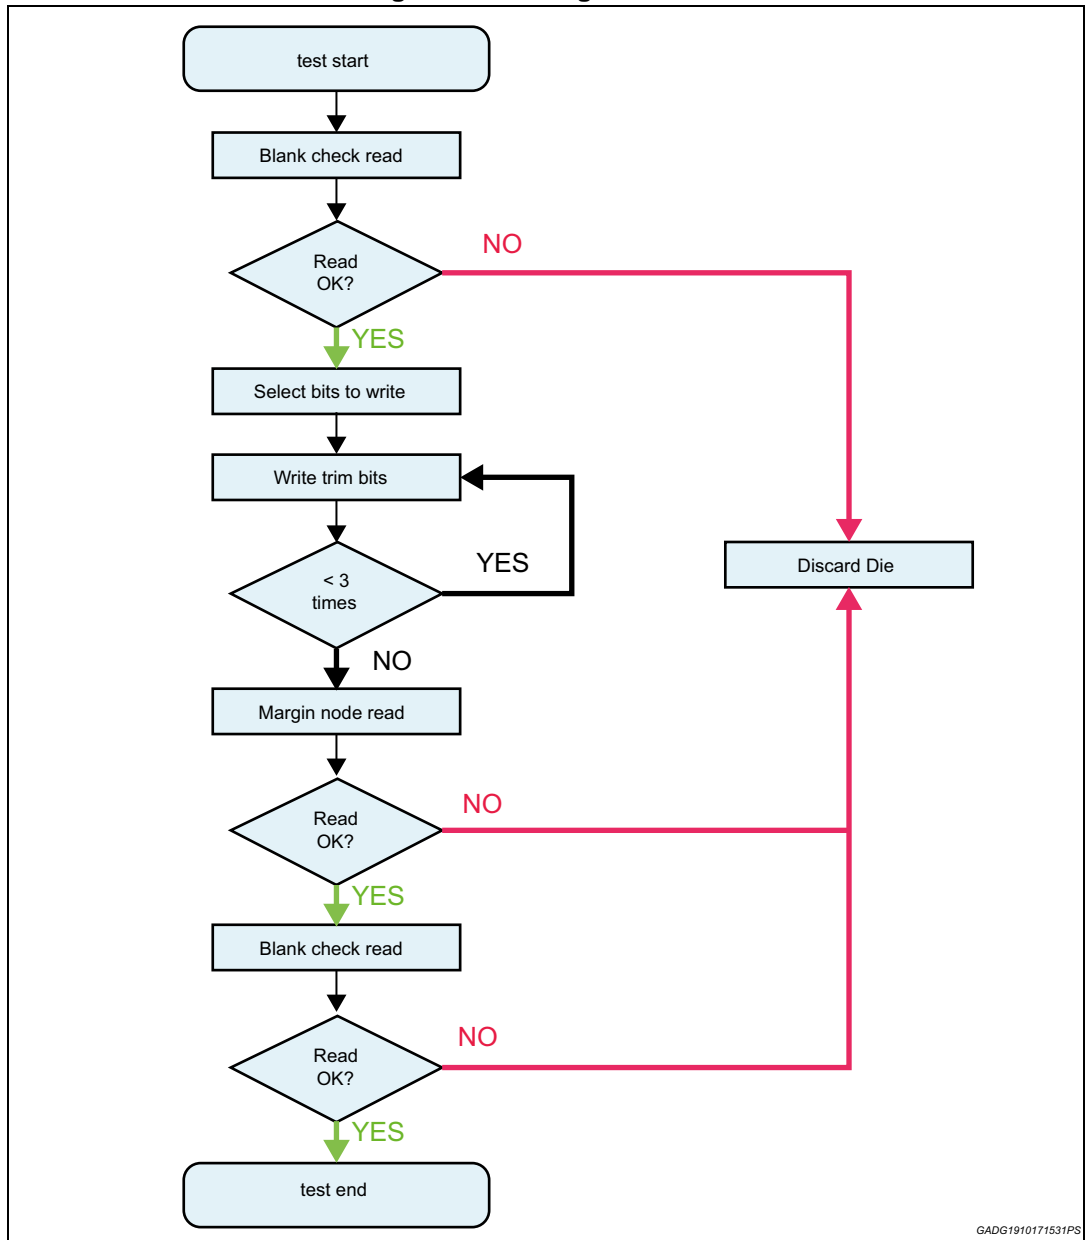 test start
Blank check read
Read
OK?
NO
YES
Select bits to write
Write trim bits
< 3
times
YES
Discard Die
NO
Margin node read
Read
OK?
NO
YES
Blank check read
Read
OK?
NO
YES
test end
GADG1910171531PS